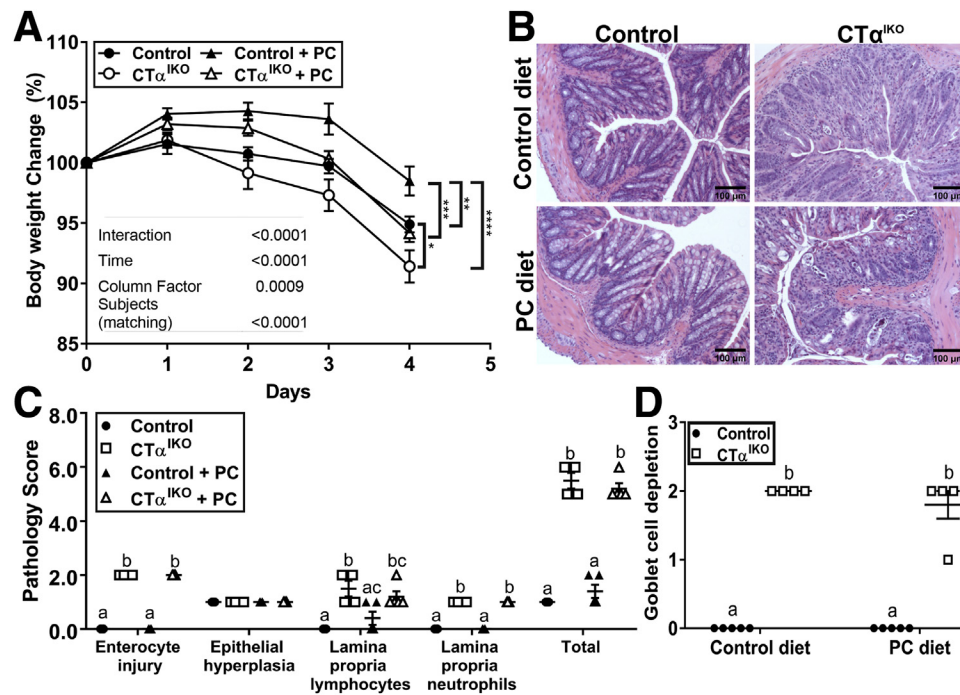 A
Body weight Change (%)
110
105
100
95
90
85
Control
Control + PC
CTα^IKO
CTα^IKO + PC
Interaction <0.0001
Time <0.0001
Column Factor 0.0009
Subjects
(matching) <0.0001
*
***
**
****
0 1 2 3 4 5
Days
B
Control
CTα^IKO
Control diet
PC diet
100 µm
100 µm
100 µm
100 µm
C
Pathology Score
8.0
6.0
4.0
2.0
0.0
Control
CTα^IKO
Control + PC
CTα^IKO + PC
a b a b
a b ac bc
a b a b
b a b
Enterocyte
injury
Epithelial
hyperplasia
Lamina
propria
lymphocytes
Lamina
propria
neutrophils
Total
D
Goblet cell depletion
3
2
1
0
Control
CTα^IKO
a b a b
Control diet
PC diet